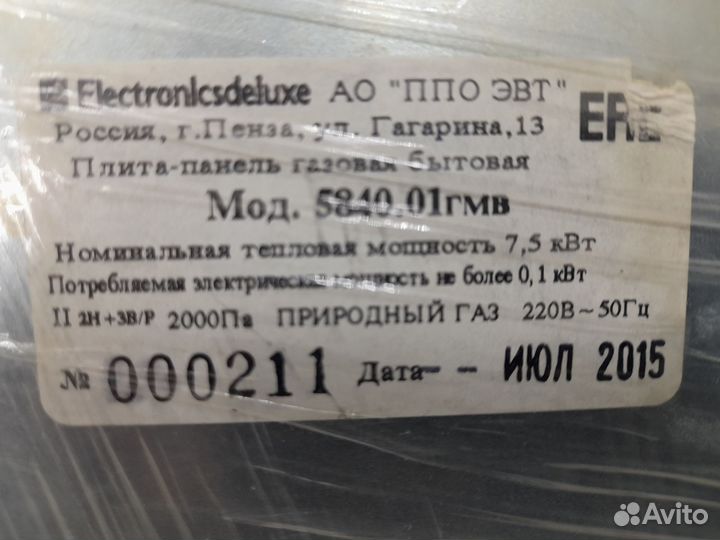 Electronicsdeluxe АО "ППО ЭВТ"
EAC
Россия, г.Пенза, ул. Гагарина,13
Плита-панель газовая бытовая
Мод. 5840.01гмв
Номинальная тепловая мощность 7,5 кВт
Потребляемая электрическая мощность не более 0,1 кВт
II 2H+3B/P 2000Па ПРИРОДНЫЙ ГАЗ 220В~50Гц
№ 000211 Дата-- ИЮЛ 2015
Avito